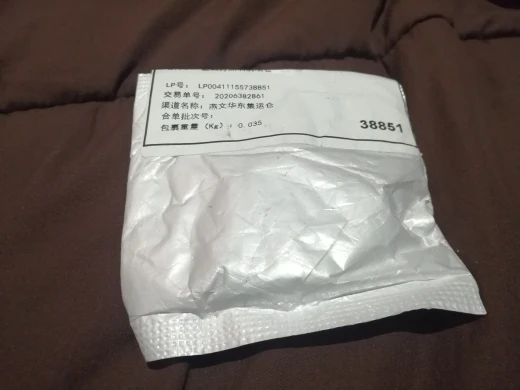 LP号: LP00411155738851
交易单号: 20206382861
渠道名称: 燕文华东集运仓
合单批次号:
包裹重量 (Kg) : 0.035
38851